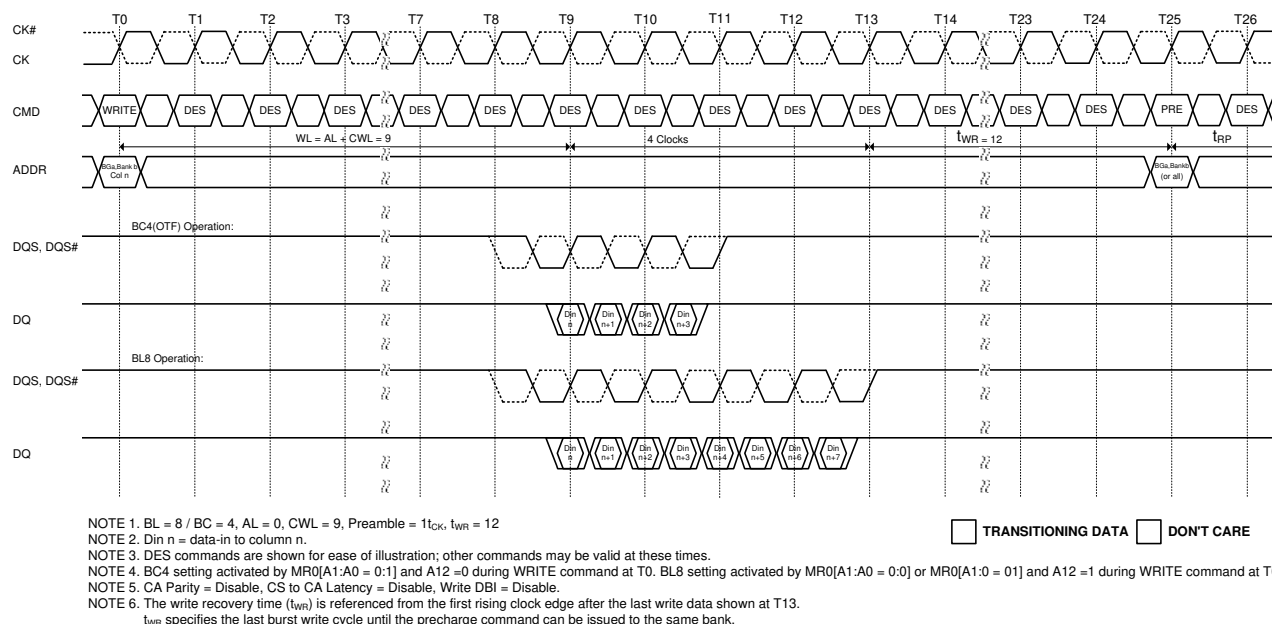 T0 T1 T2 T3 T7 T8 T9 T10 T11 T12 T13 T14 T23 T24 T25 T26
CK#
CK
CMD WRITE DES DES DES DES DES DES DES DES DES DES DES DES DES PRE DES
WL = AL + CWL = 9 4 Clocks tWR = 12 tRP
ADDR
BGa,Bank b
Col n
BGa,Bankb
(or all)
BC4(OTF) Operation:
DQS, DQS#
DQ
Din n Din n+1 Din n+2 Din n+3
BL8 Operation:
DQS, DQS#
DQ
Din n Din n+1 Din n+2 Din n+3 Din n+4 Din n+5 Din n+6 Din n+7
NOTE 1. BL = 8 / BC = 4, AL = 0, CWL = 9, Preamble = 1tCK, tWR = 12
TRANSITIONING DATA DON'T CARE
NOTE 2. Din n = data-in to column n.
NOTE 3. DES commands are shown for ease of illustration; other commands may be valid at these times.
NOTE 4. BC4 setting activated by MR0[A1:A0 = 0:1] and A12 =0 during WRITE command at T0. BL8 setting activated by MR0[A1:A0 = 0:0] or MR0[A1:0 = 01] and A12 =1 during WRITE command at T0
NOTE 5. CA Parity = Disable, CS to CA Latency = Disable, Write DBI = Disable.
NOTE 6. The write recovery time (tWR) is referenced from the first rising clock edge after the last write data shown at T13.
tWR specifies the last burst write cycle until the precharge command can be issued to the same bank.